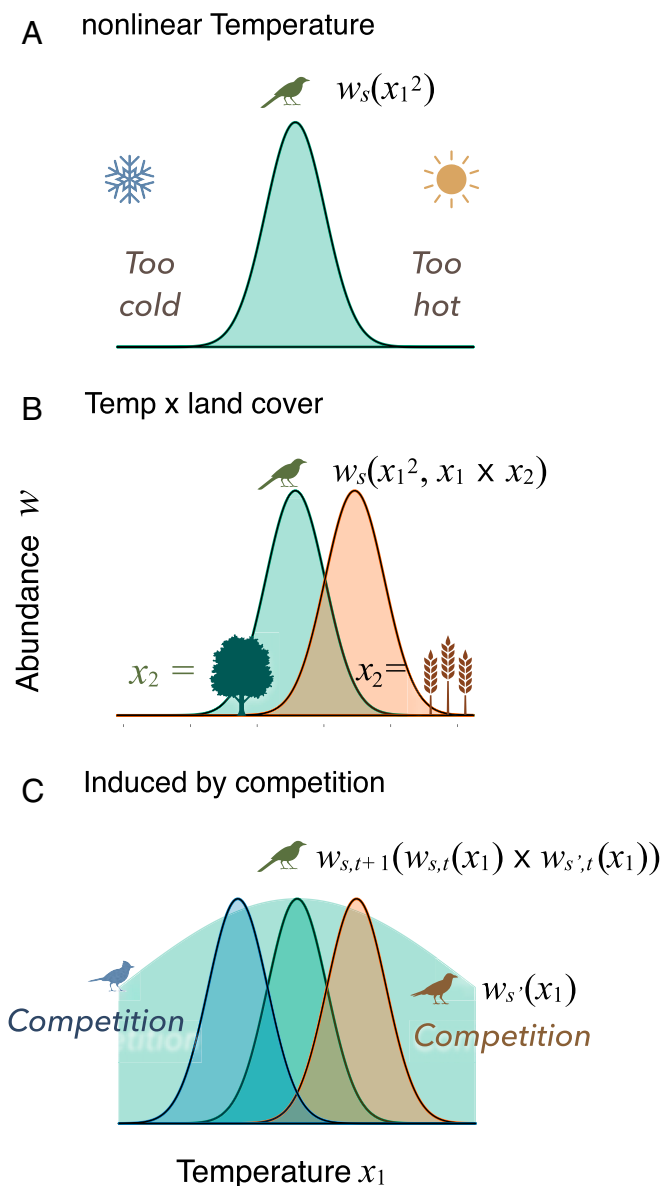 A nonlinear Temperature
wₛ(x₁²)
Too cold
Too hot
B Temp x land cover
wₛ(x₁², x₁ x x₂)
Abundance w
x₂ =
x₂=
C Induced by competition
wₛ,ₜ₊₁(wₛ,ₜ(x₁) x wₛ’,ₜ(x₁))
wₛ’(x₁)
Competition
Competition
Temperature x₁